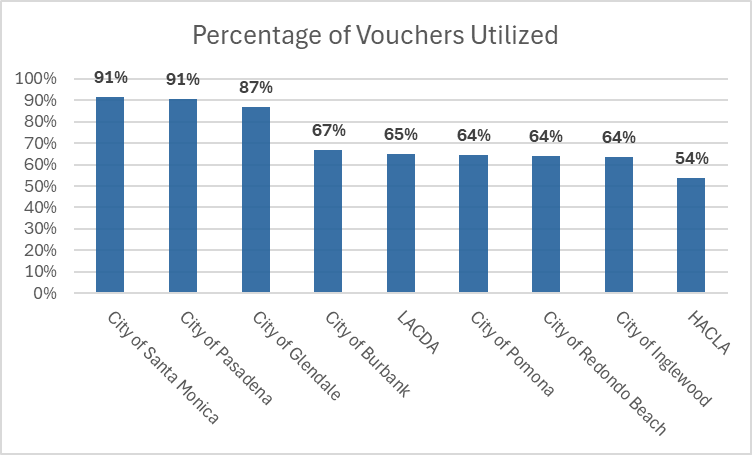 Percentage of Vouchers Utilized
100%
90%
80%
70%
60%
50%
40%
30%
20%
10%
0%
91%
91%
87%
67%
65%
64%
64%
64%
54%
City of Santa Monica
City of Pasadena
City of Glendale
City of Burbank
LACDA
City of Pomona
City of Redondo Beach
City of Inglewood
HACLA